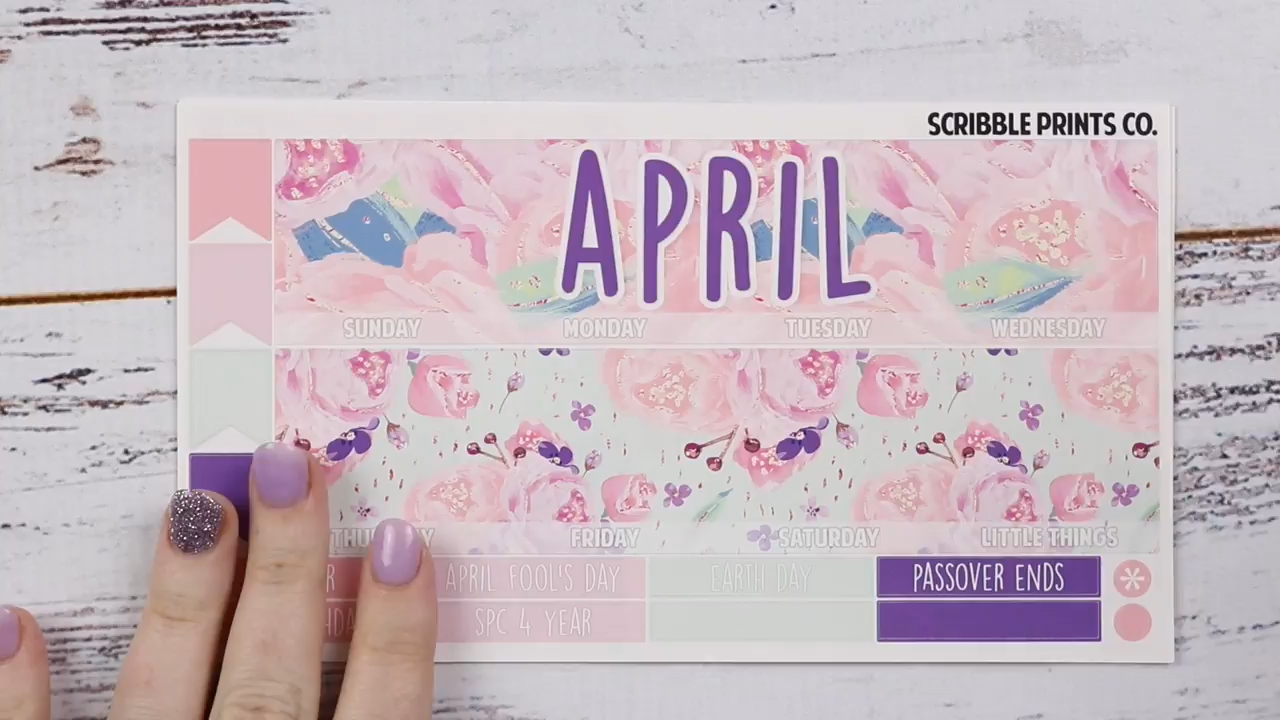 SCRIBBLE PRINTS CO.
APRIL
SUNDAY MONDAY TUESDAY WEDNESDAY
FRIDAY SATURDAY LITTLE THINGS
APRIL FOOL'S DAY EARTH DAY PASSOVER ENDS
SPC 4 YEAR